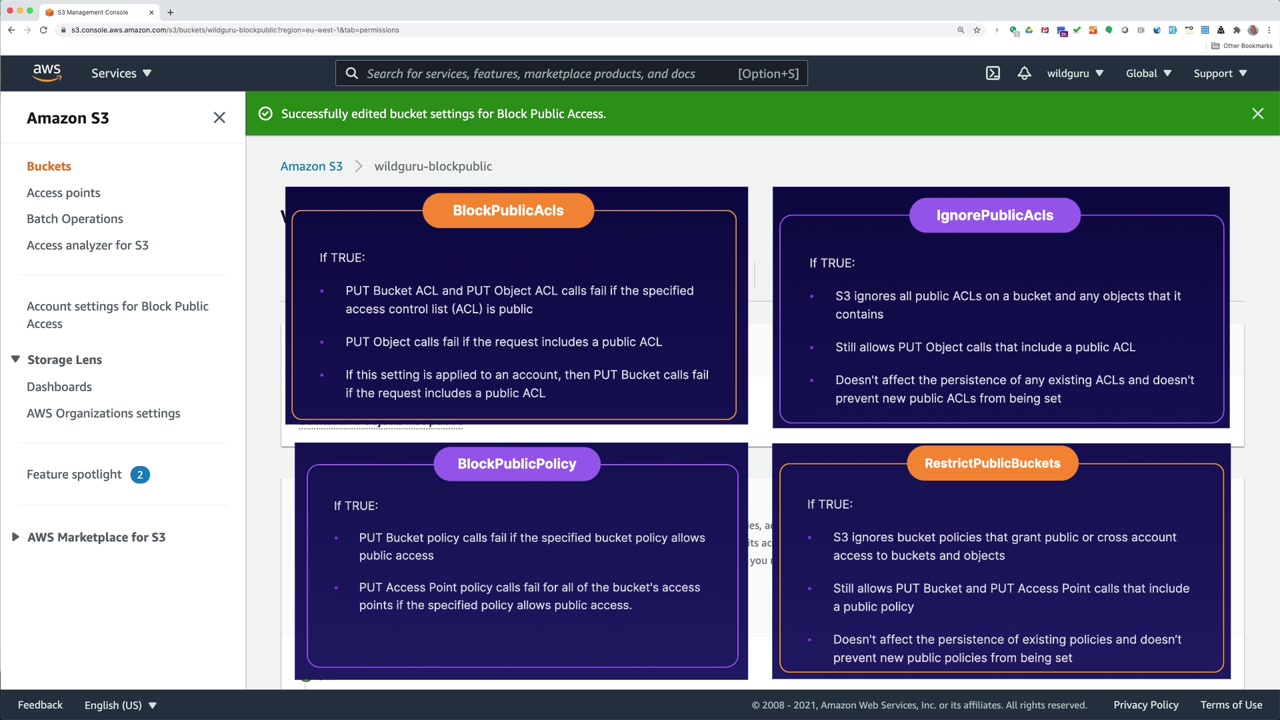 S3 Management Console
s3.console.aws.amazon.com/s3/buckets/wildguru-blockpublic?region=eu-west-1&tab=permissions
Other Bookmarks
aws
Services
Search for services, features, marketplace products, and docs
[Option+S]
wildguru
Global
Support
Amazon S3
Successfully edited bucket settings for Block Public Access.
Buckets
Access points
Batch Operations
Access analyzer for S3
Account settings for Block Public
Access
Storage Lens
Dashboards
AWS Organizations settings
Feature spotlight 2
AWS Marketplace for S3
Amazon S3 > wildguru-blockpublic
BlockPublicAcls
If TRUE:
• PUT Bucket ACL and PUT Object ACL calls fail if the specified
access control list (ACL) is public
• PUT Object calls fail if the request includes a public ACL
• If this setting is applied to an account, then PUT Bucket calls fail
if the request includes a public ACL
IgnorePublicAcls
If TRUE:
• S3 ignores all public ACLs on a bucket and any objects that it
contains
• Still allows PUT Object calls that include a public ACL
• Doesn't affect the persistence of any existing ACLs and doesn't
prevent new public ACLs from being set
BlockPublicPolicy
If TRUE:
• PUT Bucket policy calls fail if the specified bucket policy allows
public access
• PUT Access Point policy calls fail for all of the bucket's access
points if the specified policy allows public access.
RestrictPublicBuckets
If TRUE:
• S3 ignores bucket policies that grant public or cross account
access to buckets and objects
• Still allows PUT Bucket and PUT Access Point calls that include
a public policy
• Doesn't affect the persistence of existing policies and doesn't
prevent new public policies from being set
Feedback
English (US)
© 2008 - 2021, Amazon Web Services, Inc. or its affiliates. All rights reserved.
Privacy Policy
Terms of Use